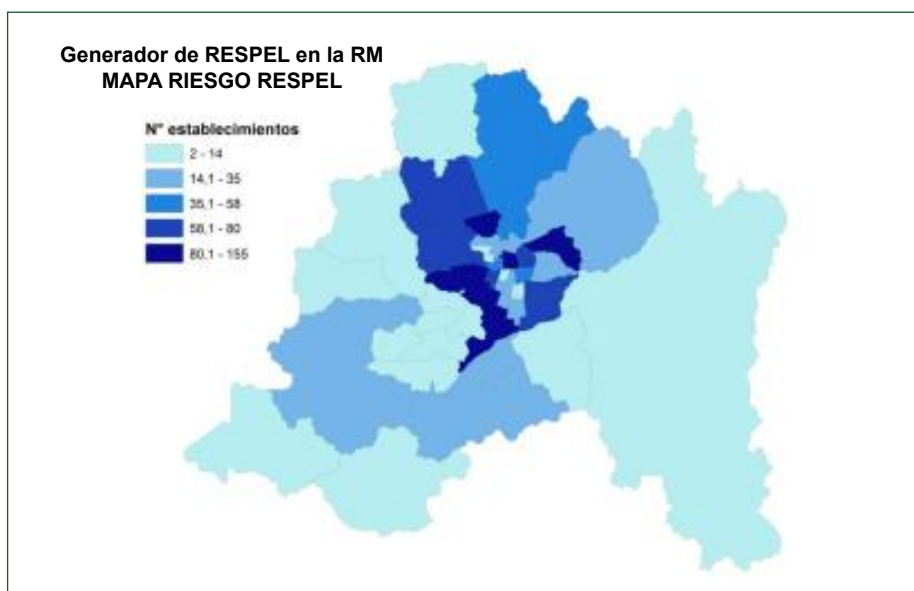 Generador de RESPEL en la RM
MAPA RIESGO RESPEL
N° establecimientos
2 - 14
14,1 - 35
35,1 - 58
58,1 - 80
80,1 - 155